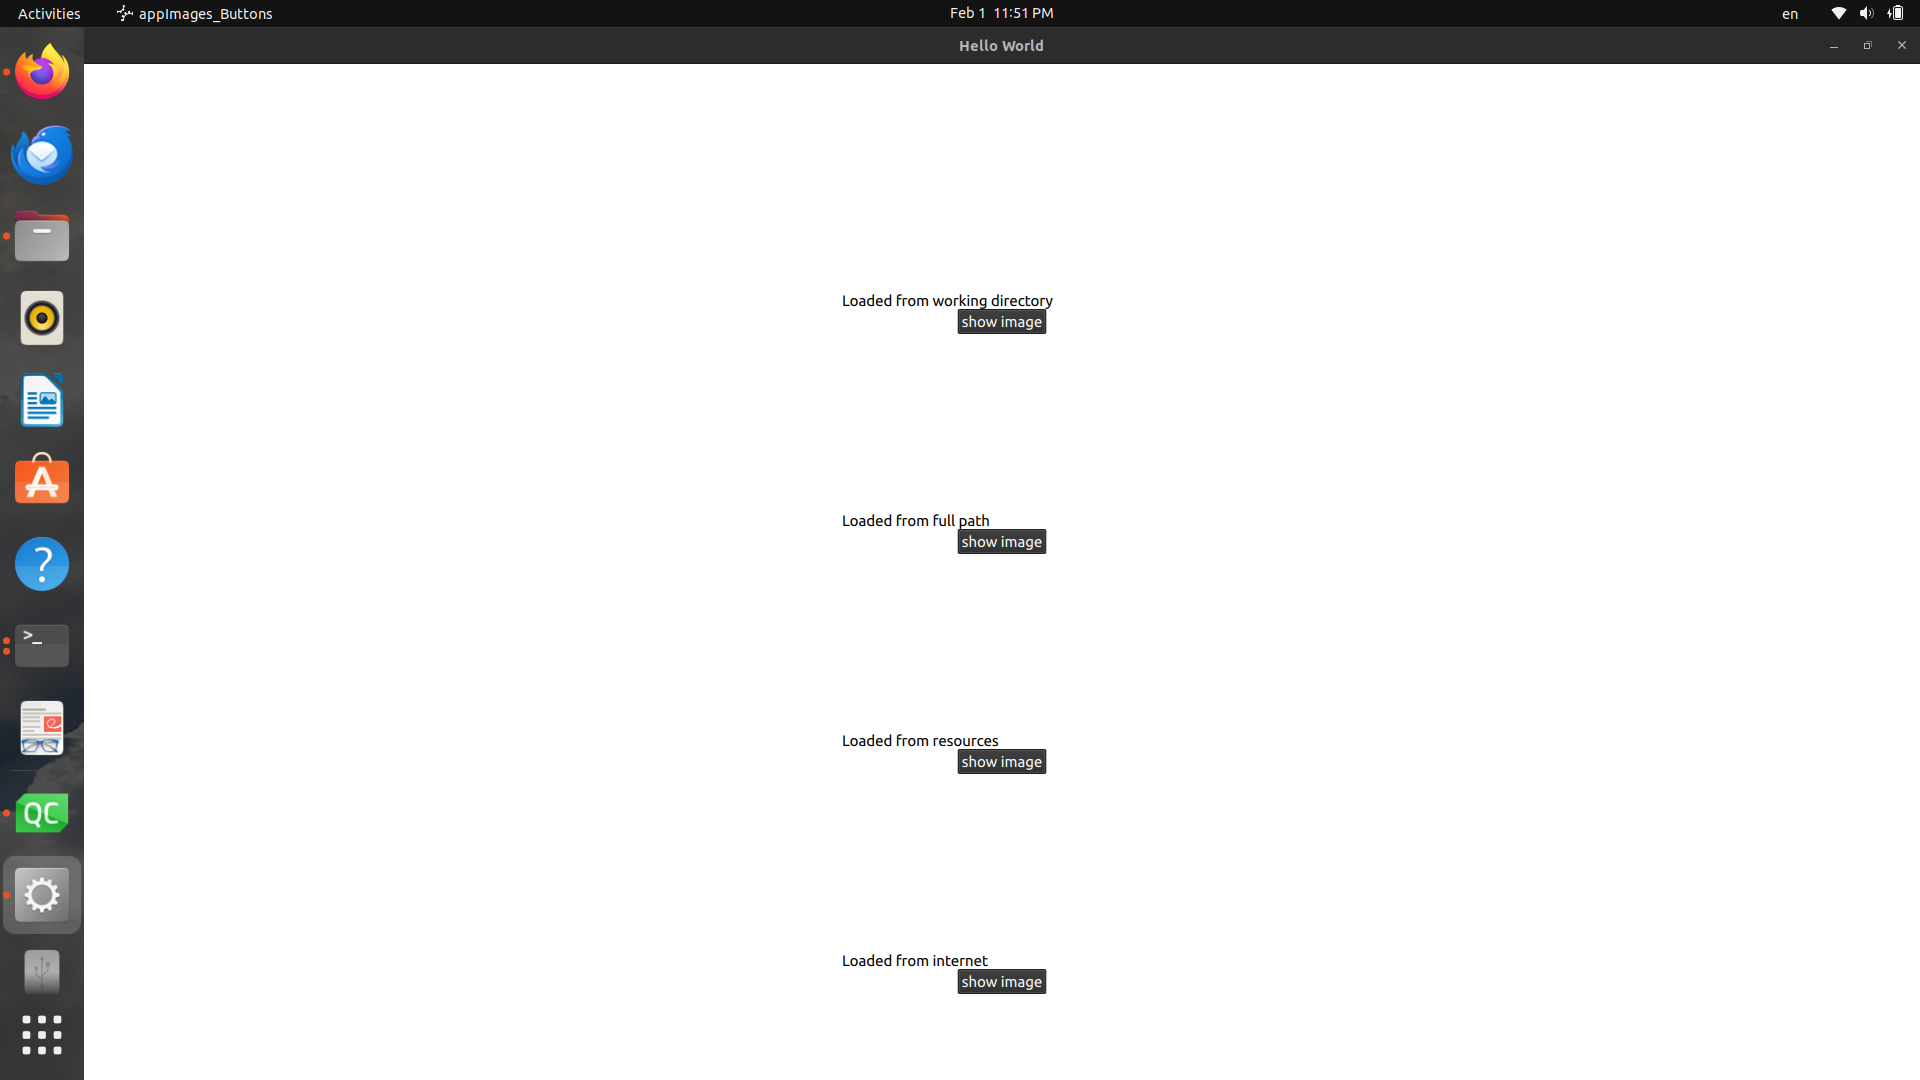 Activities appImages_Buttons Feb 1 11:51 PM en
Hello World
Loaded from working directory
show image
Loaded from full path
show image
>_
Loaded from resources
show image
QC
Loaded from internet
show image